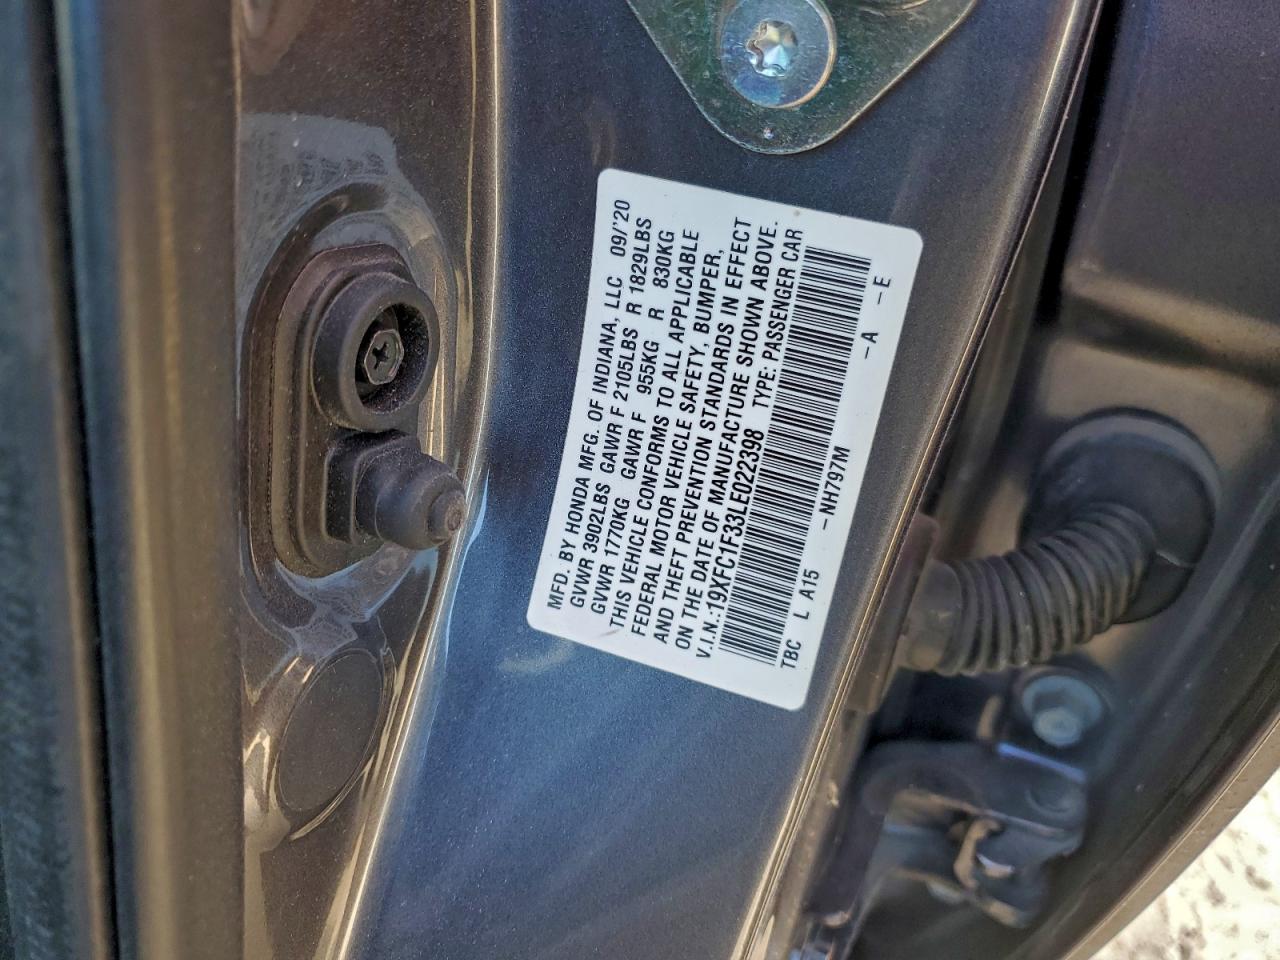 MFD. BY HONDA MFG. OF INDIANA, LLC 09/'20
GVWR 3902LBS GAWR F 2105LBS R 1829LBS
GVWR 1770KG GAWR F 955KG R 830KG
THIS VEHICLE CONFORMS TO ALL APPLICABLE
FEDERAL MOTOR VEHICLE SAFETY, BUMPER,
AND THEFT PREVENTION STANDARDS IN EFFECT
ON THE DATE OF MANUFACTURE SHOWN ABOVE.
V.I.N.:19XFC1F33LE022398 TYPE: PASSENGER CAR
TBC L A15 -NH797M -A -E